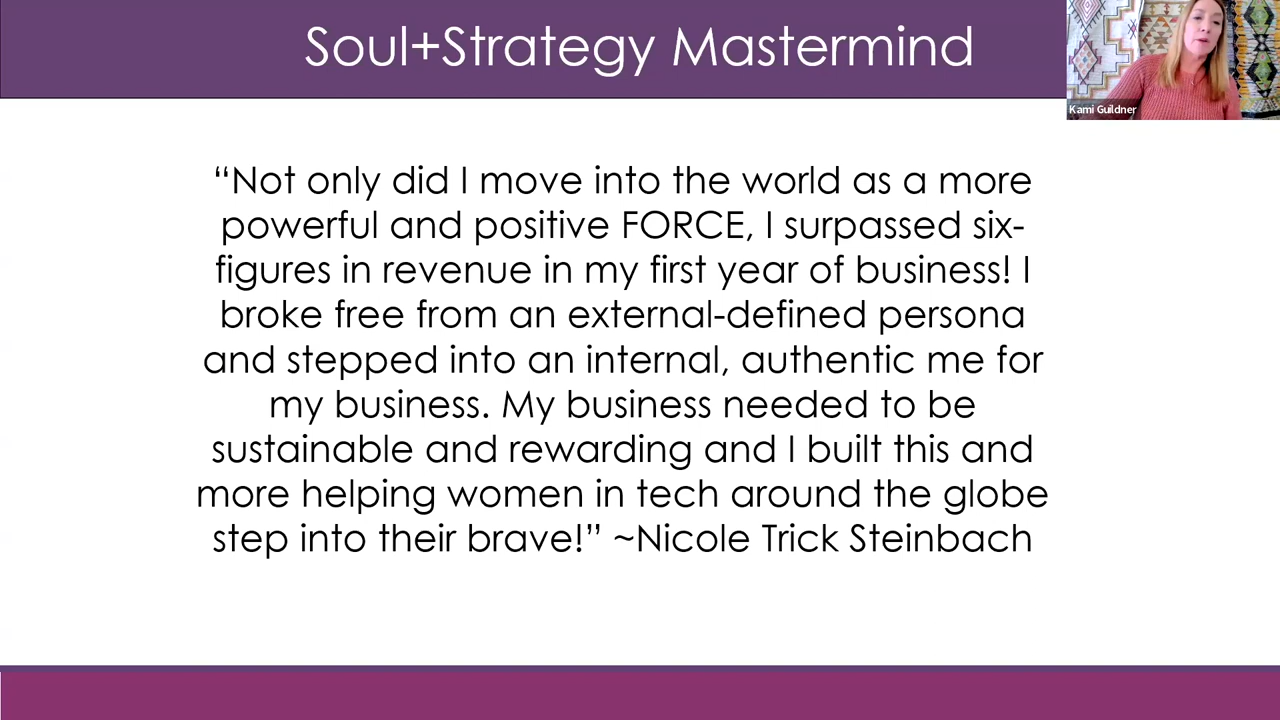 Soul+Strategy Mastermind
Kami Guildner
“Not only did I move into the world as a more
powerful and positive FORCE, I surpassed six-
figures in revenue in my first year of business! I
broke free from an external-defined persona
and stepped into an internal, authentic me for
my business. My business needed to be
sustainable and rewarding and I built this and
more helping women in tech around the globe
step into their brave!” ~Nicole Trick Steinbach